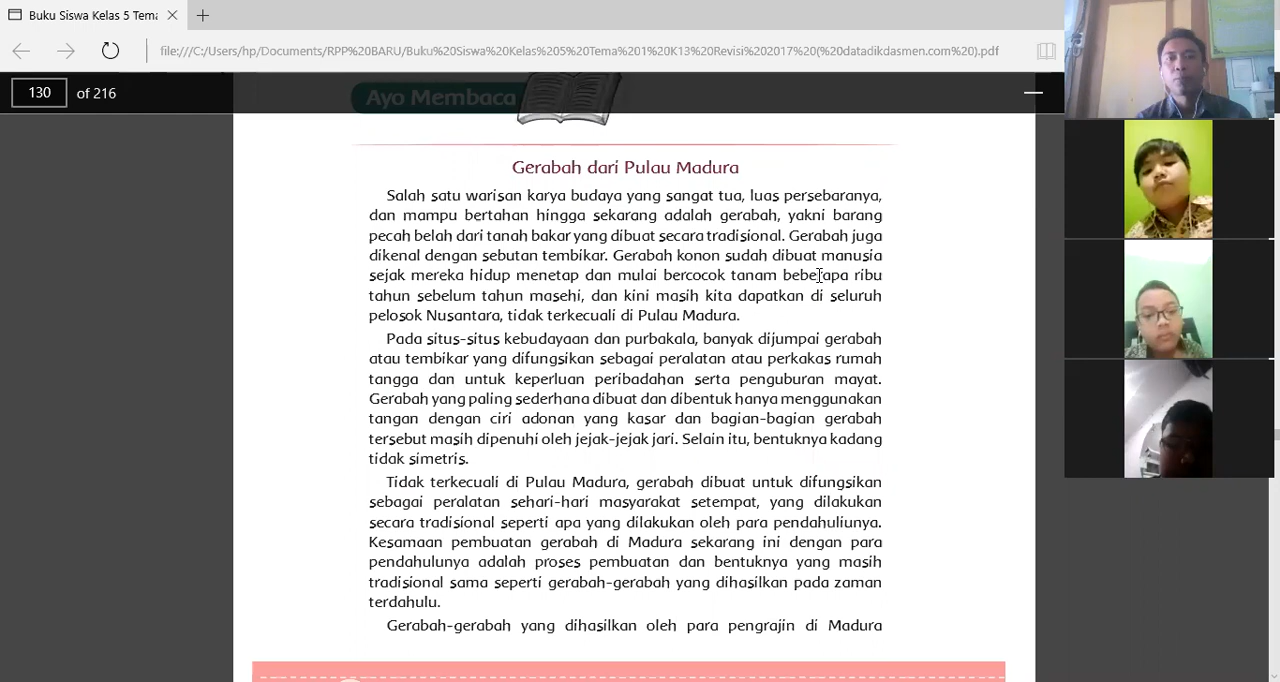 Buku Siswa Kelas 5 Tema
file:///C:/Users/hp/Documents/RPP%20BARU/Buku%20Siswa%20Kelas%205%20Tema%201%20K13%20Revisi%202017%20(%20datadikdasmen.com%20).pdf
130 of 216
Ayo Membaca
Gerabah dari Pulau Madura
Salah satu warisan karya budaya yang sangat tua, luas persebaranya,
dan mampu bertahan hingga sekarang adalah gerabah, yakni barang
pecah belah dari tanah bakar yang dibuat secara tradisional. Gerabah juga
dikenal dengan sebutan tembikar. Gerabah konon sudah dibuat manusia
sejak mereka hidup menetap dan mulai bercocok tanam beberapa ribu
tahun sebelum tahun masehi, dan kini masih kita dapatkan di seluruh
pelosok Nusantara, tidak terkecuali di Pulau Madura.
Pada situs-situs kebudayaan dan purbakala, banyak dijumpai gerabah
atau tembikar yang difungsikan sebagai peralatan atau perkakas rumah
tangga dan untuk keperluan peribadahan serta penguburan mayat.
Gerabah yang paling sederhana dibuat dan dibentuk hanya menggunakan
tangan dengan ciri adonan yang kasar dan bagian-bagian gerabah
tersebut masih dipenuhi oleh jejak-jejak jari. Selain itu, bentuknya kadang
tidak simetris.
Tidak terkecuali di Pulau Madura, gerabah dibuat untuk difungsikan
sebagai peralatan sehari-hari masyarakat setempat, yang dilakukan
secara tradisional seperti apa yang dilakukan oleh para pendahuliunya.
Kesamaan pembuatan gerabah di Madura sekarang ini dengan para
pendahulunya adalah proses pembuatan dan bentuknya yang masih
tradisional sama seperti gerabah-gerabah yang dihasilkan pada zaman
terdahulu.
Gerabah-gerabah yang dihasilkan oleh para pengrajin di Madura